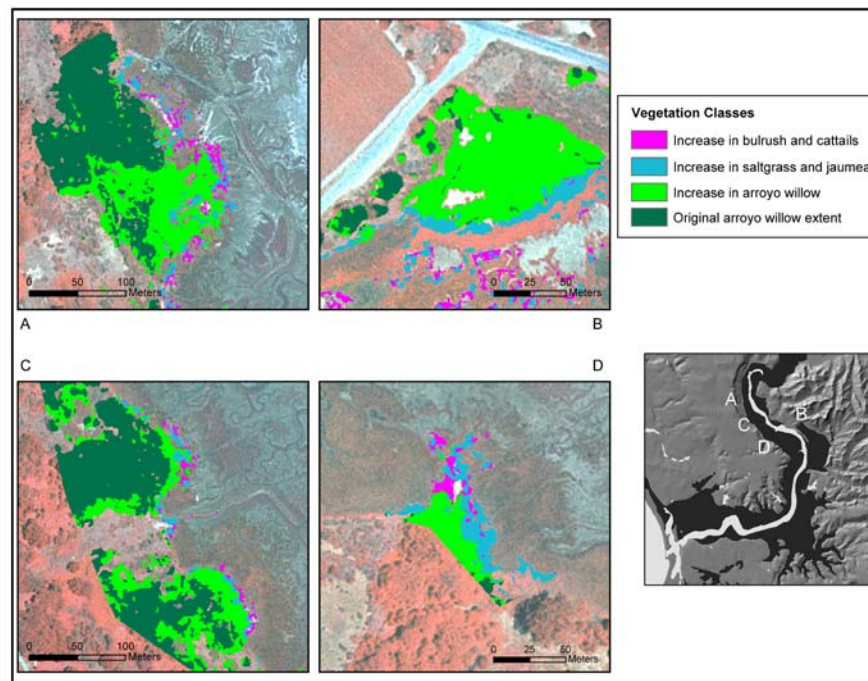 Vegetation Classes
Increase in bulrush and cattails
Increase in saltgrass and jaumea
Increase in arroyo willow
Original arroyo willow extent
0 50 100
Meters
0 25 50
Meters
A
B
C
D
A
B
C
D
0 50 100
Meters
0 25 50
Meters